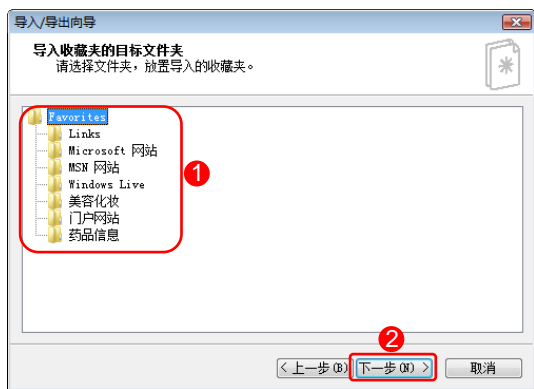 导入/导出向导
导入收藏夹的目标文件夹
请选择文件夹，放置导入的收藏夹。
Favorites
Links
Microsoft 网站
MSN 网站
Windows Live
美容化妆
门户网站
药品信息
1
2
< 上一步(B)
下一步(N) >
取消